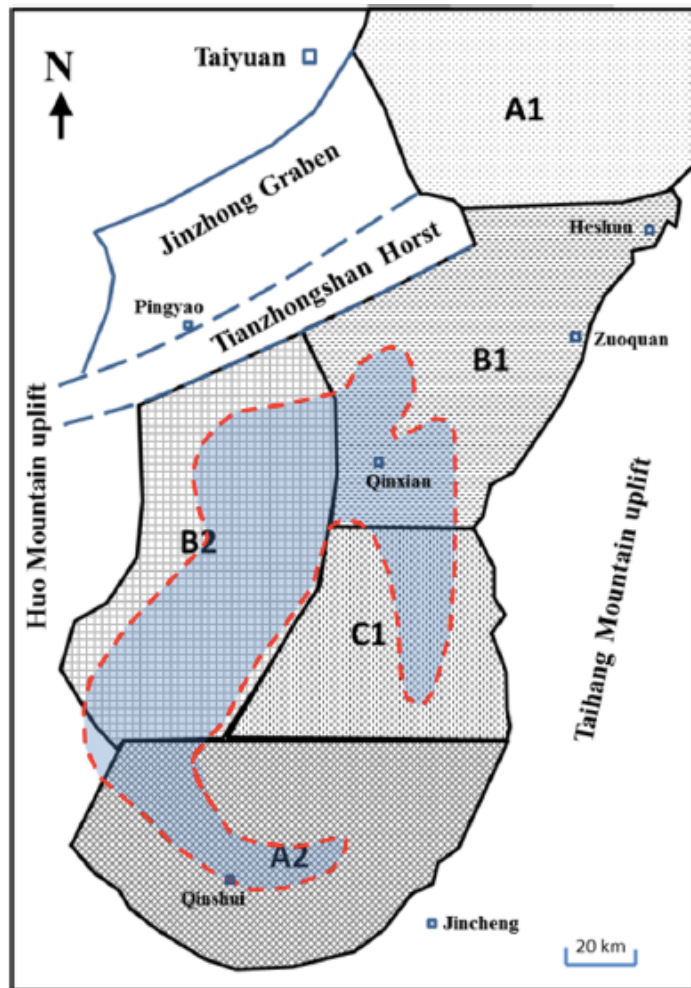 Taiyuan
N
A1
Jinzhong Graben
Heshun
Tianzhongshan Horst
Pingyao
Zuoquan
B1
Huo Mountain uplift
Qinxian
B2
Taihang Mountain uplift
C1
A2
Qinshui
Jincheng
20 km